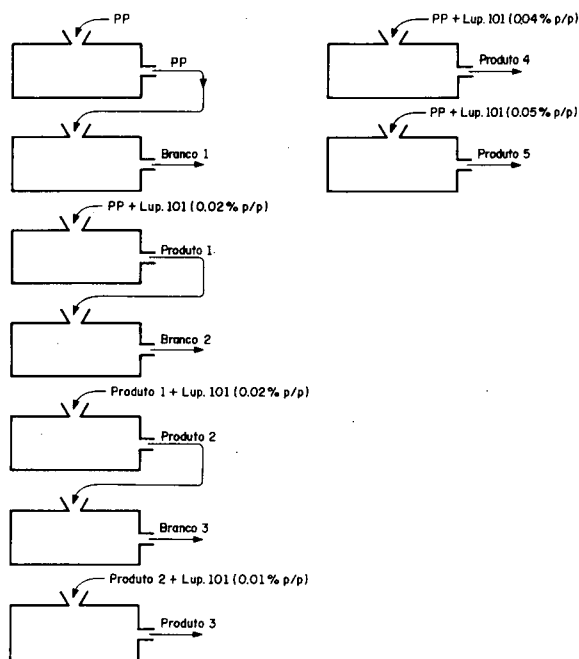 PP
PP
Branco 1
PP + Lup. 101 (0.02% p/p)
Produto 1
Branco 2
Produto 1 + Lup. 101 (0.02% p/p)
Produto 2
Branco 3
Produto 2 + Lup. 101 (0.01% p/p)
Produto 3
PP + Lup. 101 (0,04% p/p)
Produto 4
PP + Lup. 101 (0.05% p/p)
Produto 5